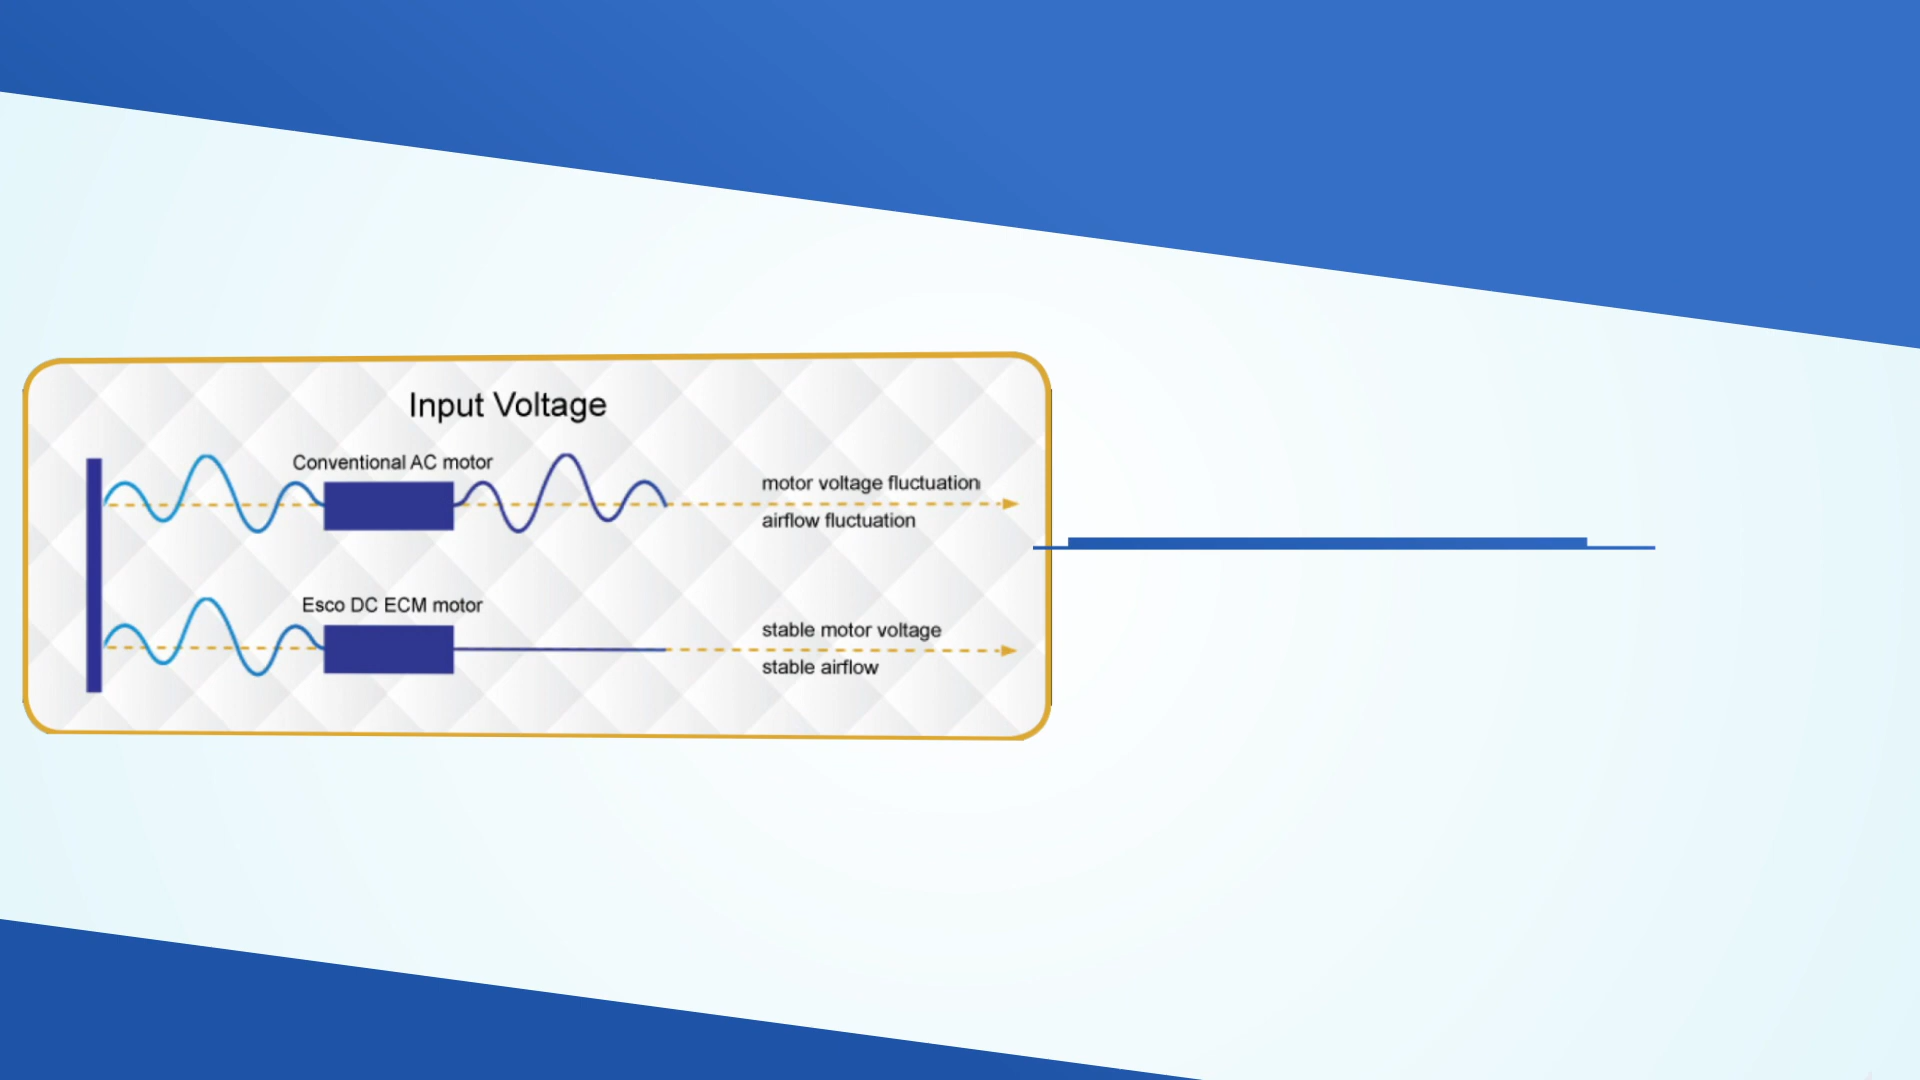 Input Voltage
Conventional AC motor
motor voltage fluctuation
airflow fluctuation
Esco DC ECM motor
stable motor voltage
stable airflow